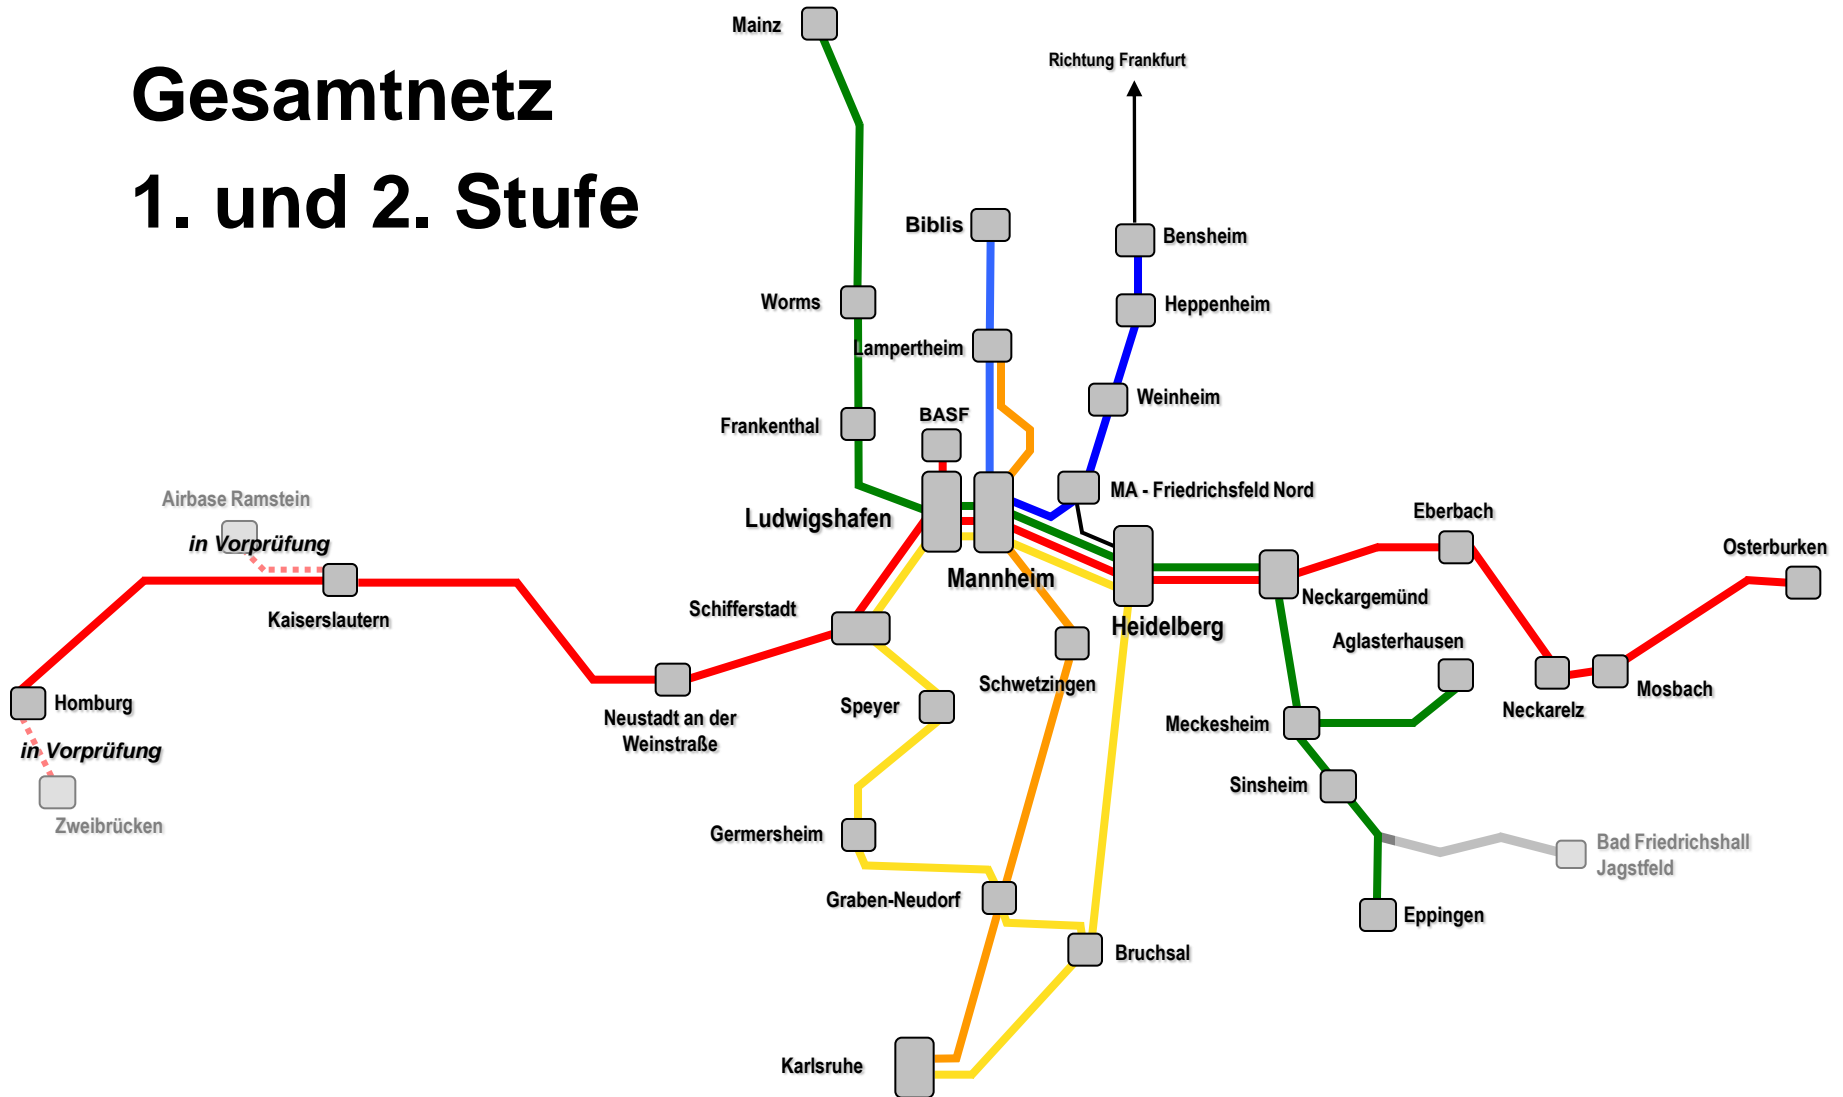 Gesamtnetz
1. und 2. Stufe
Mainz
Richtung Frankfurt
Biblis
Bensheim
Worms
Heppenheim
Lampertheim
Weinheim
Frankenthal
BASF
Airbase Ramstein
in Vorprüfung
MA - Friedrichsfeld Nord
Ludwigshafen
Eberbach
Osterburken
Mannheim
Kaiserslautern
Schifferstadt
Neckargemünd
Heidelberg
Aglasterhausen
Homburg
Schwetzingen
Mosbach
Neckarelz
Speyer
Neustadt an der
Weinstraße
Meckesheim
in Vorprüfung
Sinsheim
Zweibrücken
Germersheim
Bad Friedrichshall
Jagstfeld
Graben-Neudorf
Eppingen
Bruchsal
Karlsruhe